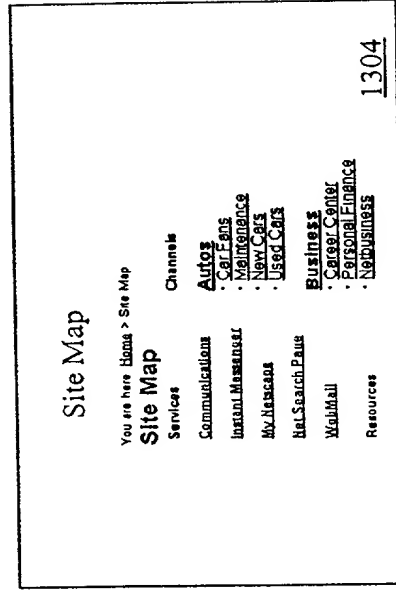 Site Map
You are here Home > Site Map
Site Map
Services
Communications
Instant Messenger
My Netscape
Net Search Page
WebMail
Resources
Channels
Autos
· Car Fans
· Maintenance
· New Cars
· Used Cars
Business
· Career Center
· Personal Finance
· Netbusiness
1304